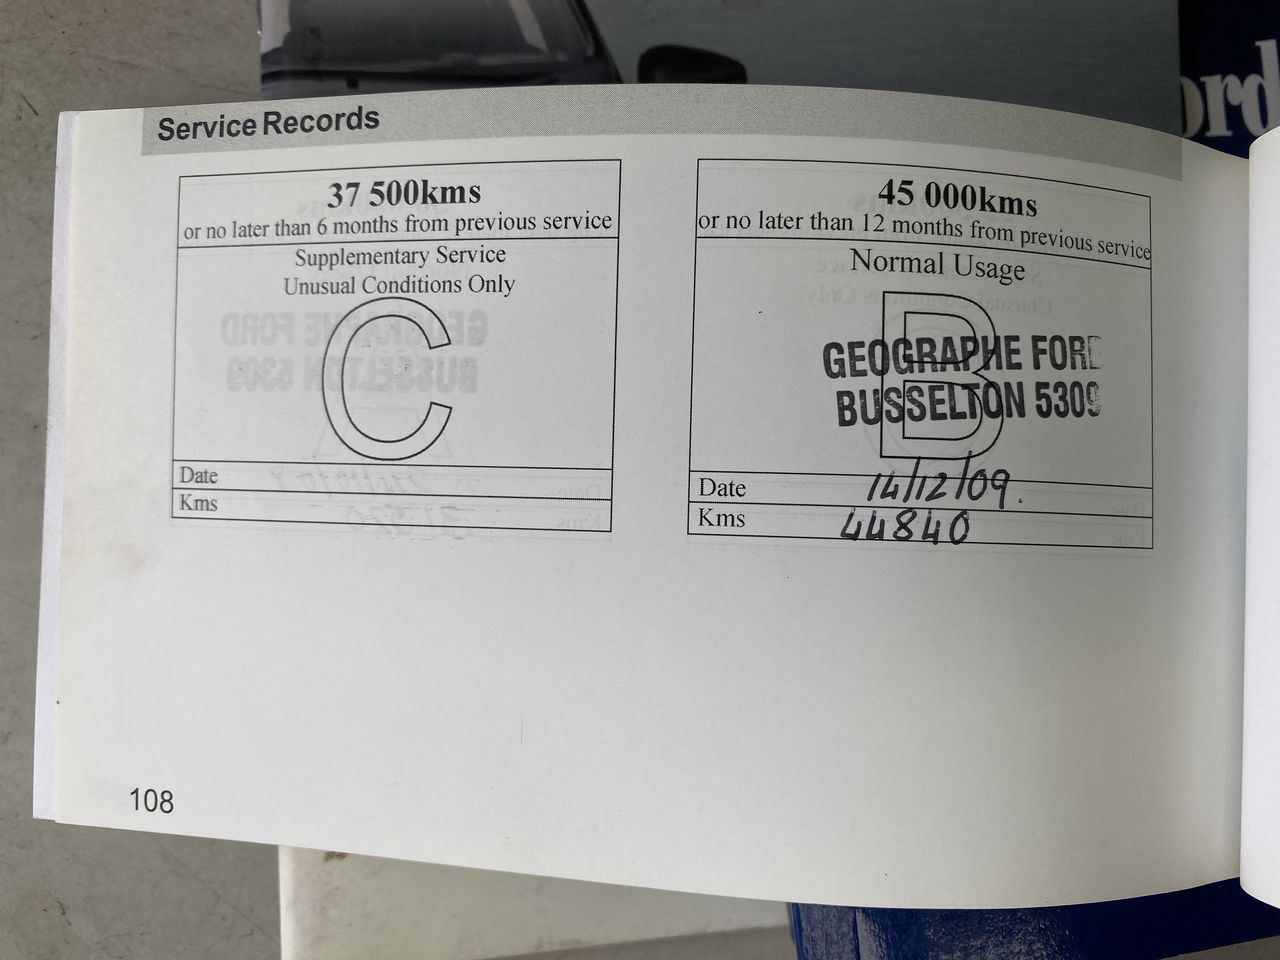 ord
Service Records
37 500kms
or no later than 6 months from previous service
Supplementary Service
Unusual Conditions Only
C
Date
Kms
45 000kms
or no later than 12 months from previous service
Normal Usage
B
GEOGRAPHE FORD
BUSSELTON 5309
Date 14/12/09.
Kms 44840
108